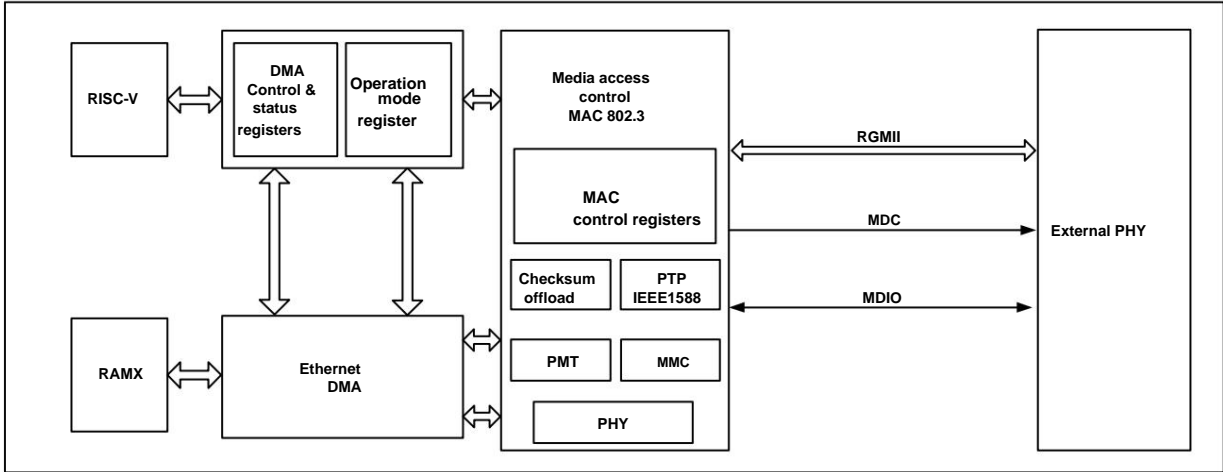 RISC-V
DMA
Control &
status
registers
Operation
mode
register
Media access
control
MAC 802.3
MAC
control registers
Checksum
offload
PTP
IEEE1588
PMT
MMC
PHY
RAMX
Ethernet
DMA
RGMII
MDC
MDIO
External PHY